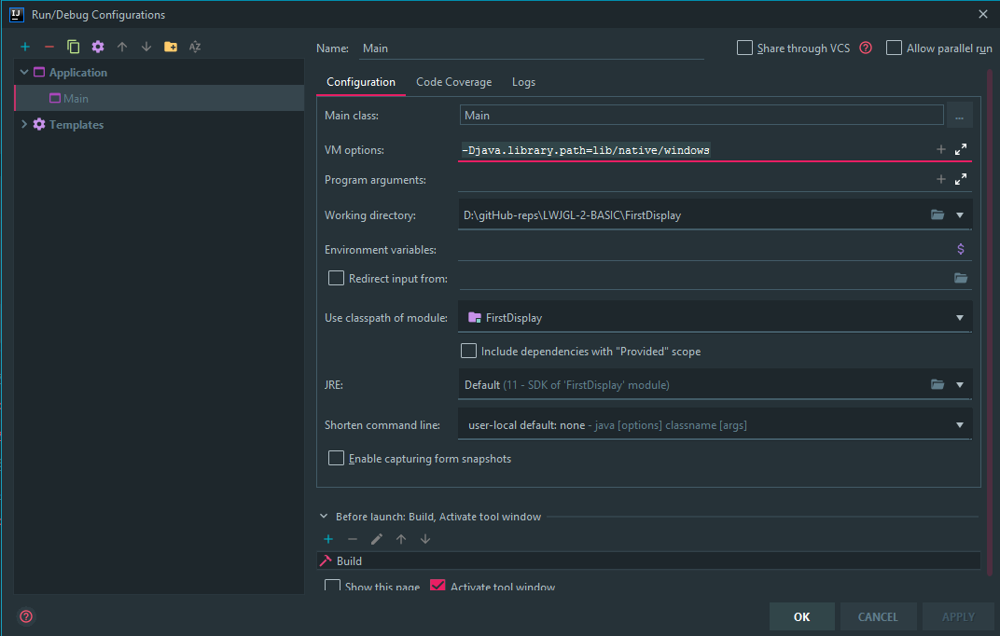 Run/Debug Configurations
Application
Main
Templates
Name: Main
Share through VCS
Allow parallel run
Configuration Code Coverage Logs
Main class: Main ...
VM options: -Djava.library.path=lib/native/windows
Program arguments:
Working directory: D:\gitHub-reps\LWJGL-2-BASIC\FirstDisplay
Environment variables:
Redirect input from:
Use classpath of module: FirstDisplay
Include dependencies with "Provided" scope
JRE: Default (11 - SDK of 'FirstDisplay' module)
Shorten command line: user-local default: none - java [options] classname [args]
Enable capturing form snapshots
Before launch: Build, Activate tool window
Build
Show this page Activate tool window
OK CANCEL APPLY